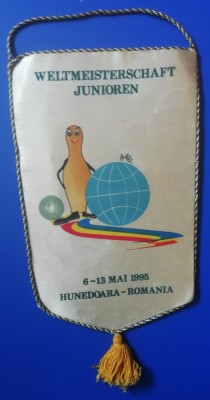 WELTMEISTERSCHAFT
JUNIOREN
6-13 MAI 1995
HUNEDOARA-ROMANIA